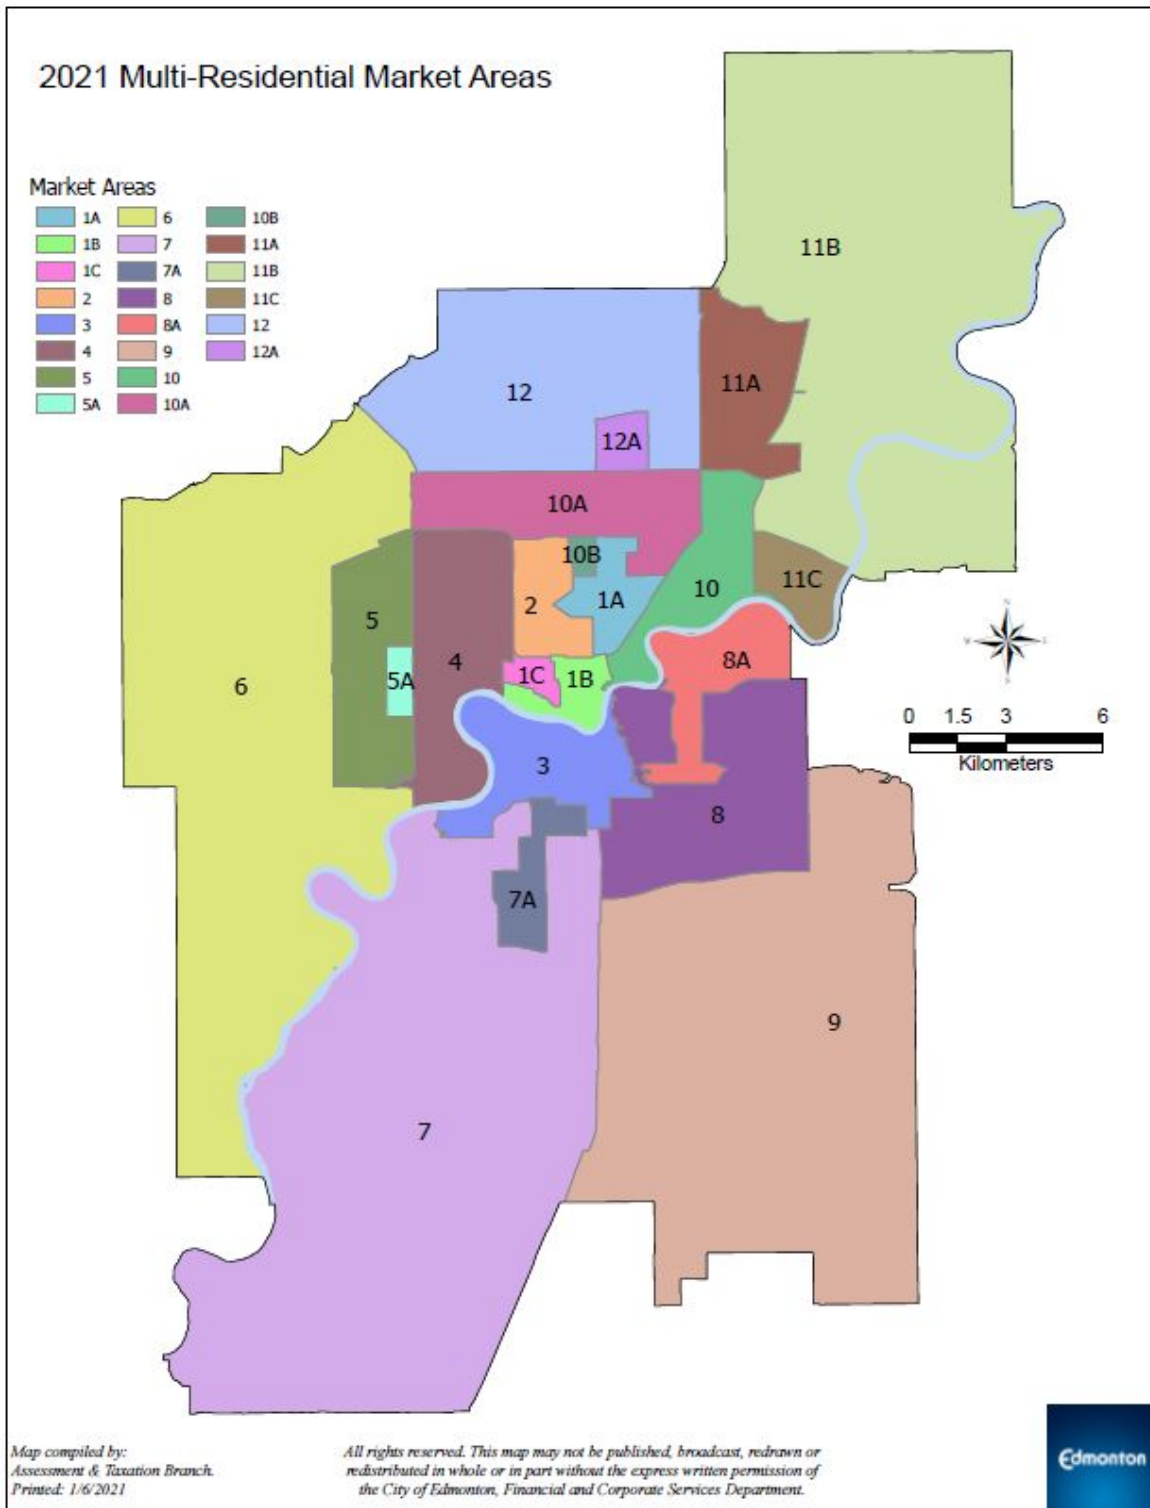 2021 Multi-Residential Market Areas
Market Areas
1A 6 10B
1B 7 11A
1C 7A 11B
2 8 11C
3 8A 12
4 9 12A
5 10
5A 10A
11B
12
11A
12A
10A
10B
11C
10
1A
2
5
8A
4
1C
1B
5A
6
N
W E
S
0 1.5 3 6
Kilometers
3
8
7A
9
7
Map compiled by:
Assessment & Taxation Branch.
Printed: 1/6/2021
All rights reserved. This map may not be published, broadcast, redrawn or
redistributed in whole or in part without the express written permission of
the City of Edmonton, Financial and Corporate Services Department.
Edmonton